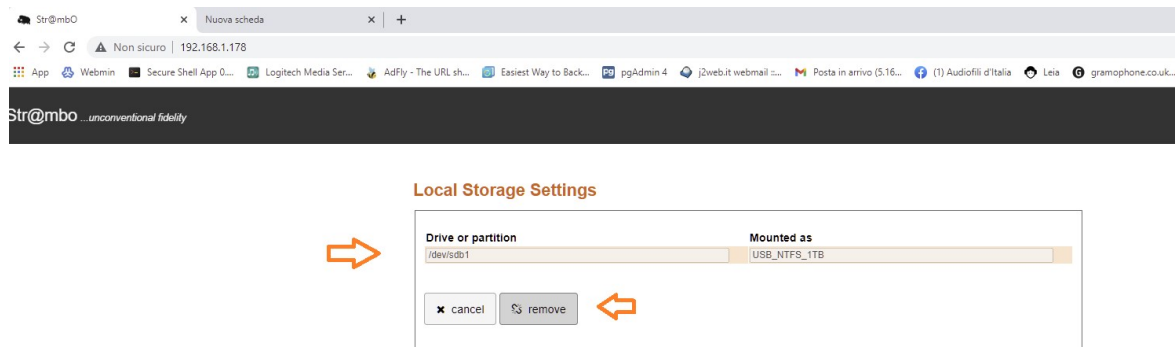 Str@mbO Nuova scheda
Non sicuro | 192.168.1.178
App Webmin Secure Shell App 0.... Logitech Media Ser... AdFly - The URL sh... Easiest Way to Back... pgAdmin 4 j2web.it webmail ::... Posta in arrivo (5.16... (1) Audiofili d'Italia Leia gramophone.co.uk...
Str@mbo ...unconventional fidelity
Local Storage Settings
Drive or partition Mounted as
/dev/sdb1 USB_NTFS_1TB
cancel remove